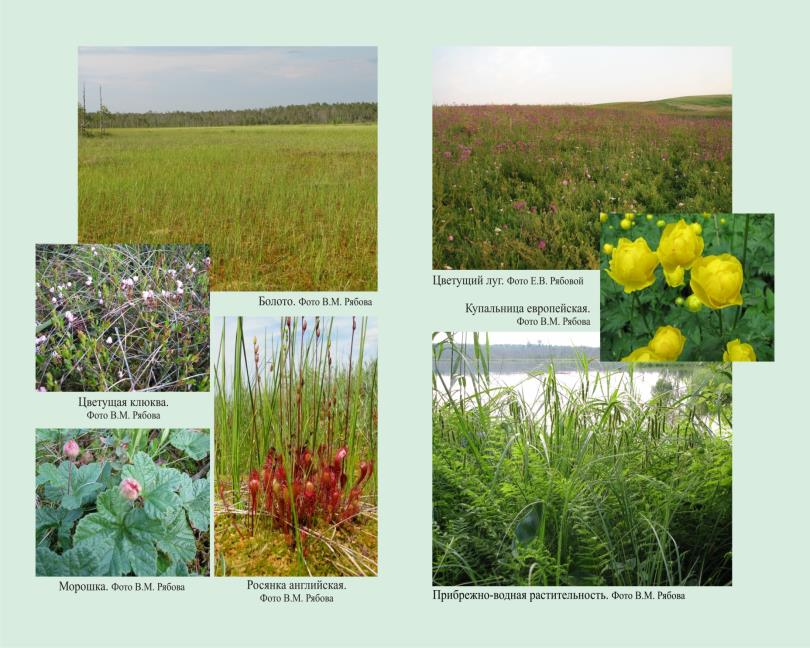 Болото. Фото В.М. Рябова
Цветущая клюква.
Фото В.М. Рябова
Морошка. Фото В.М. Рябова
Росянка английская.
Фото В.М. Рябова
Цветущий луг. Фото Е.В. Рябовой
Купальница европейская.
Фото В.М. Рябова
Прибрежно-водная растительность. Фото В.М. Рябова